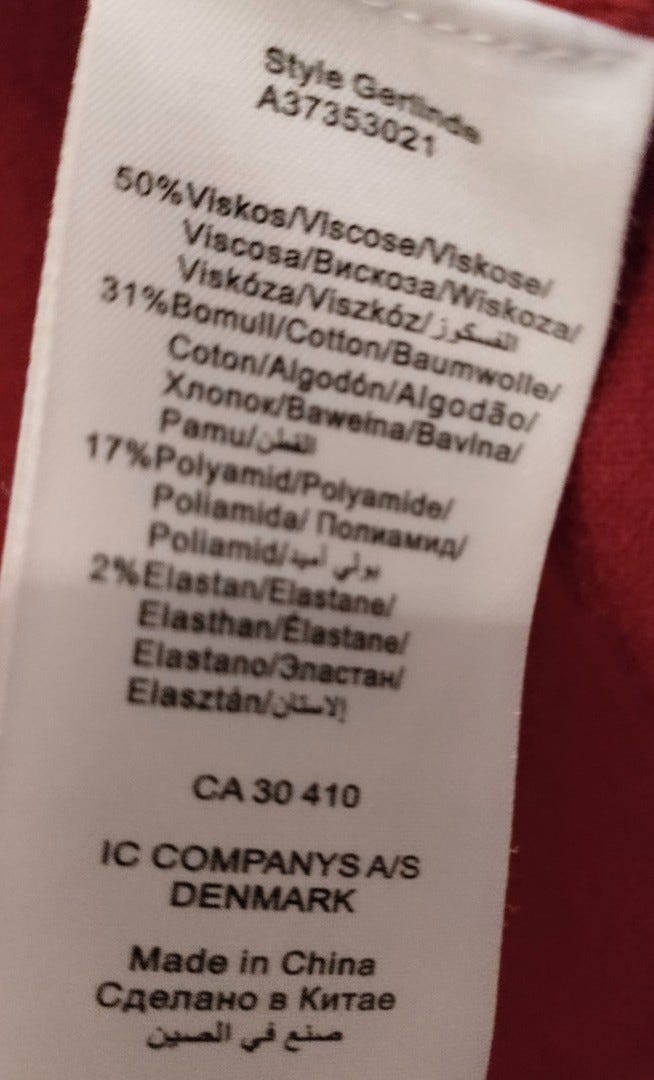 Style Gerlinde
A37353021
50%Viskos/Viscose/Viskose/
Viscosa/Вискоза/Wiskoza/
Viskóza/Viszkóz/الفسكوز
31%Bomull/Cotton/Baumwolle/
Coton/Algodón/Algodão/
Хлопок/Bawełna/Bavlna/
Pamut/القطن
17%Polyamid/Polyamide/
Poliamida/ Полиамид/
Poliamid/بولي أميد
2%Elastan/Elastane/
Elasthan/Élastane/
Elastano/Эластан/
Elasztán/إلاستان
CA 30 410
IC COMPANYS A/S
DENMARK
Made in China
Сделано в Китае
صنع في الصين